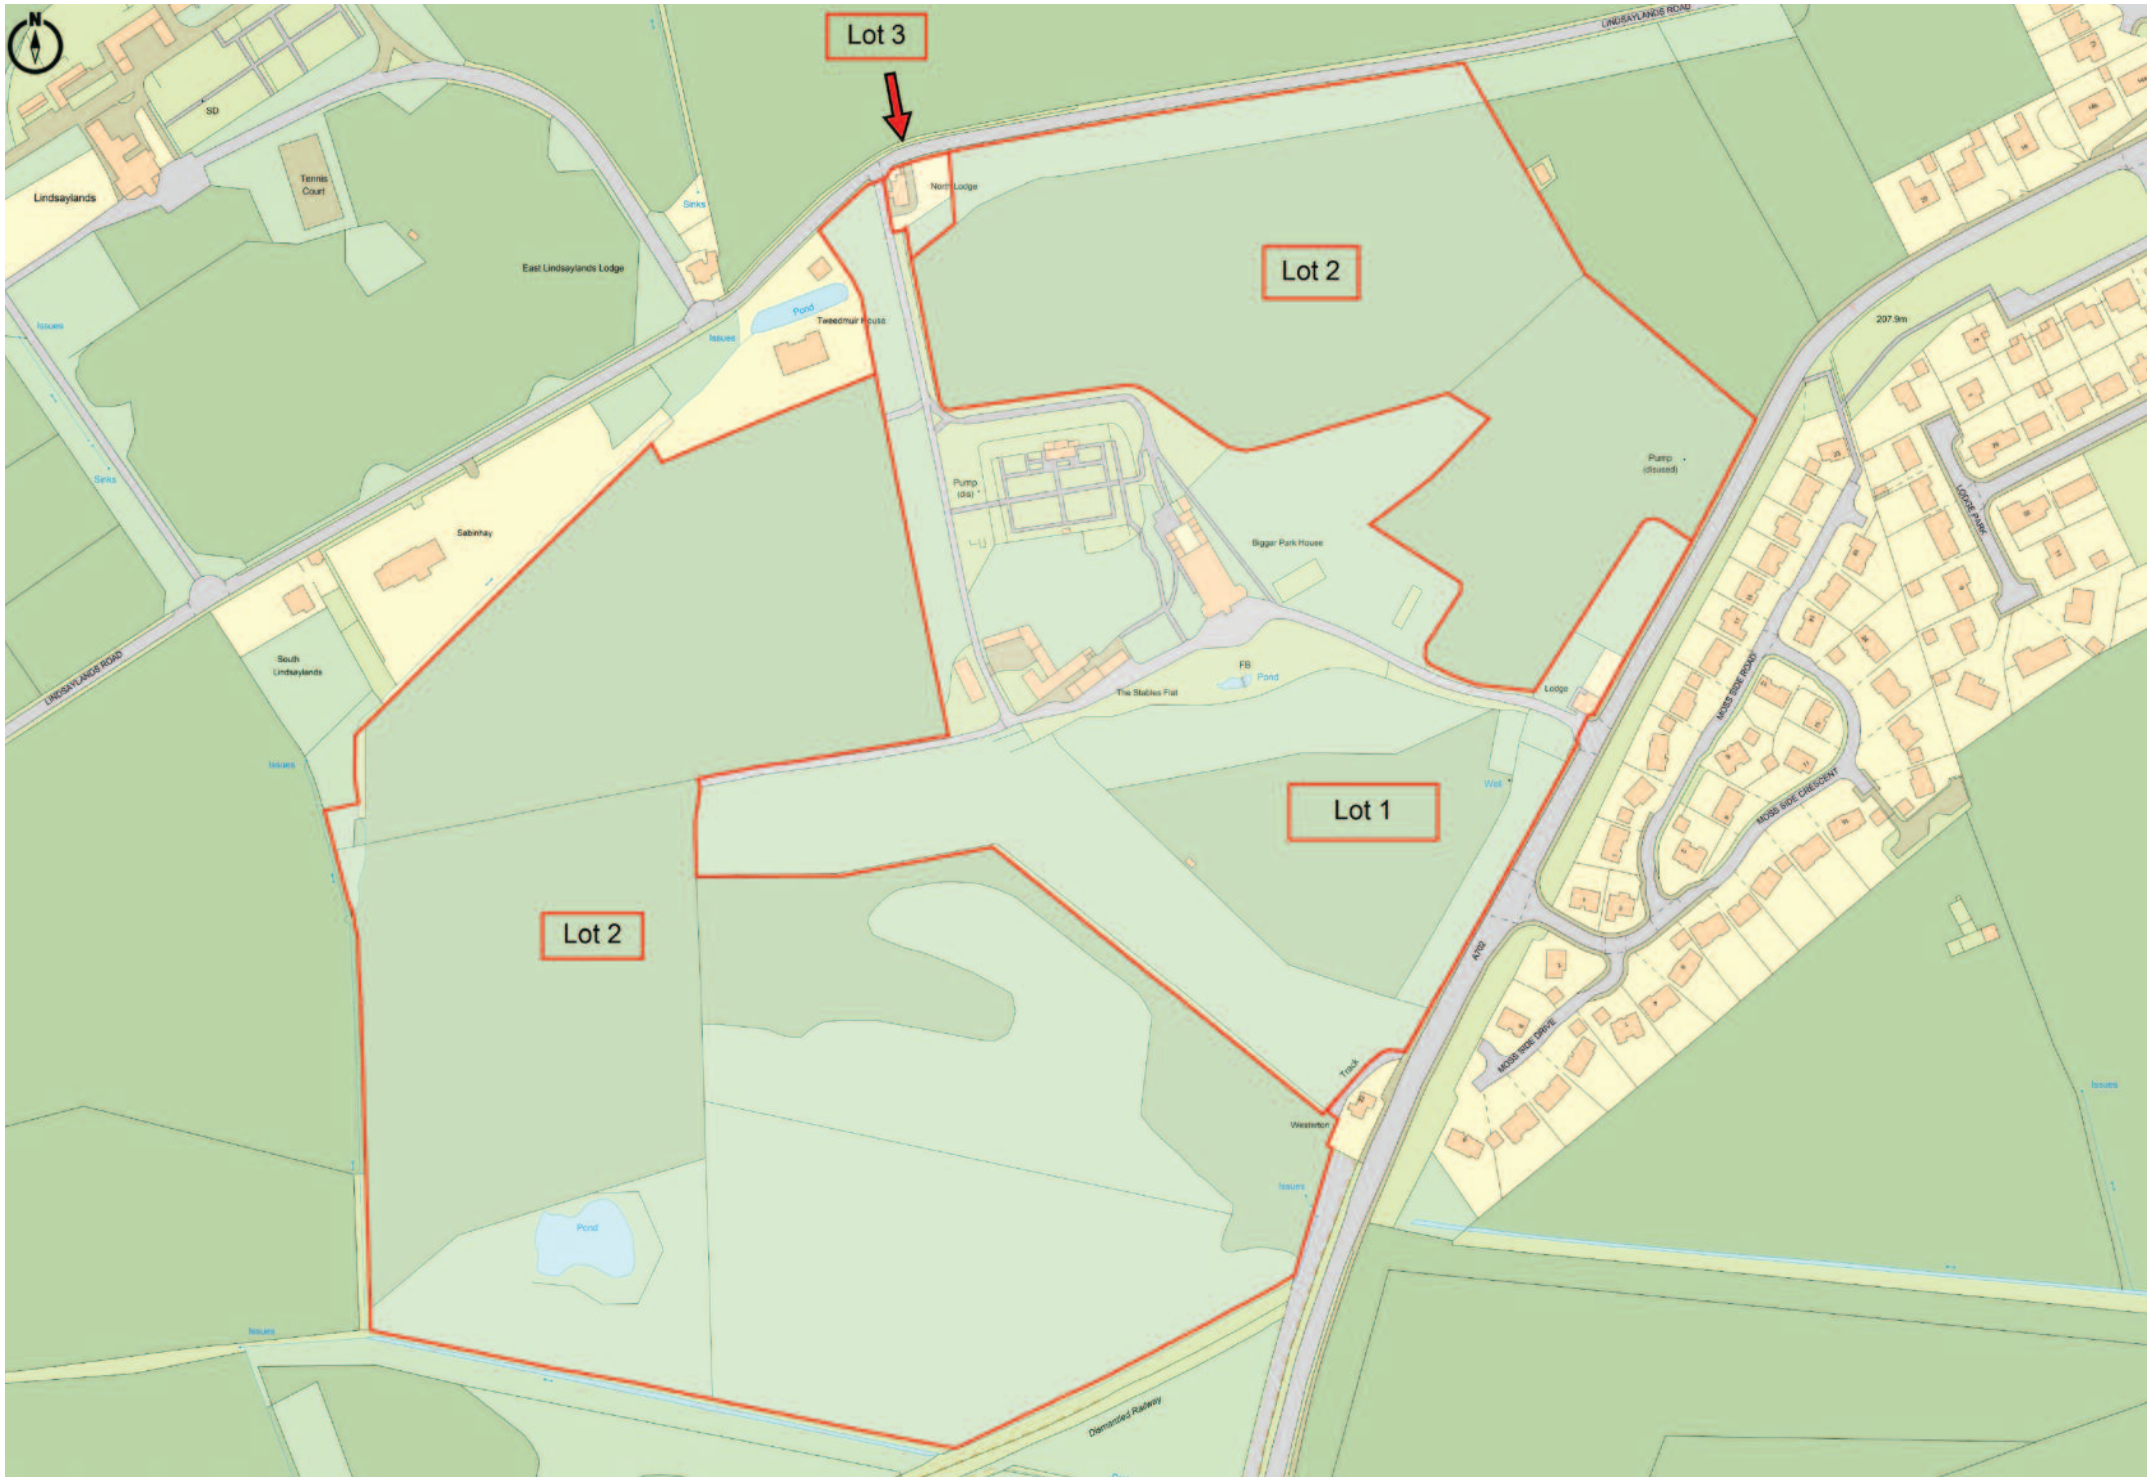 N
Lot 3
LINDSAYLANDS ROAD
SD
Tennis
Court
Lindsaylands
North Lodge
Sinks
East Lindsaylands Lodge
Lot 2
Pond
Issues
Tweedmuir House
Issues
207.9m
Pump
(disused)
Sinks
Pump
(dis)
LODGE PARK
Sabinhay
Biggar Park House
South
Lindsaylands
LINDSAYLANDS ROAD
FB
Pond
The Stables Flat
Lodge
MOSS SIDE ROAD
Issues
Well
Lot 1
MOSS SIDE CRESCENT
Lot 2
A702
MOSS SIDE DRIVE
Track
Westerton
Issues
Issues
Pond
Issues
Dismantled Railway